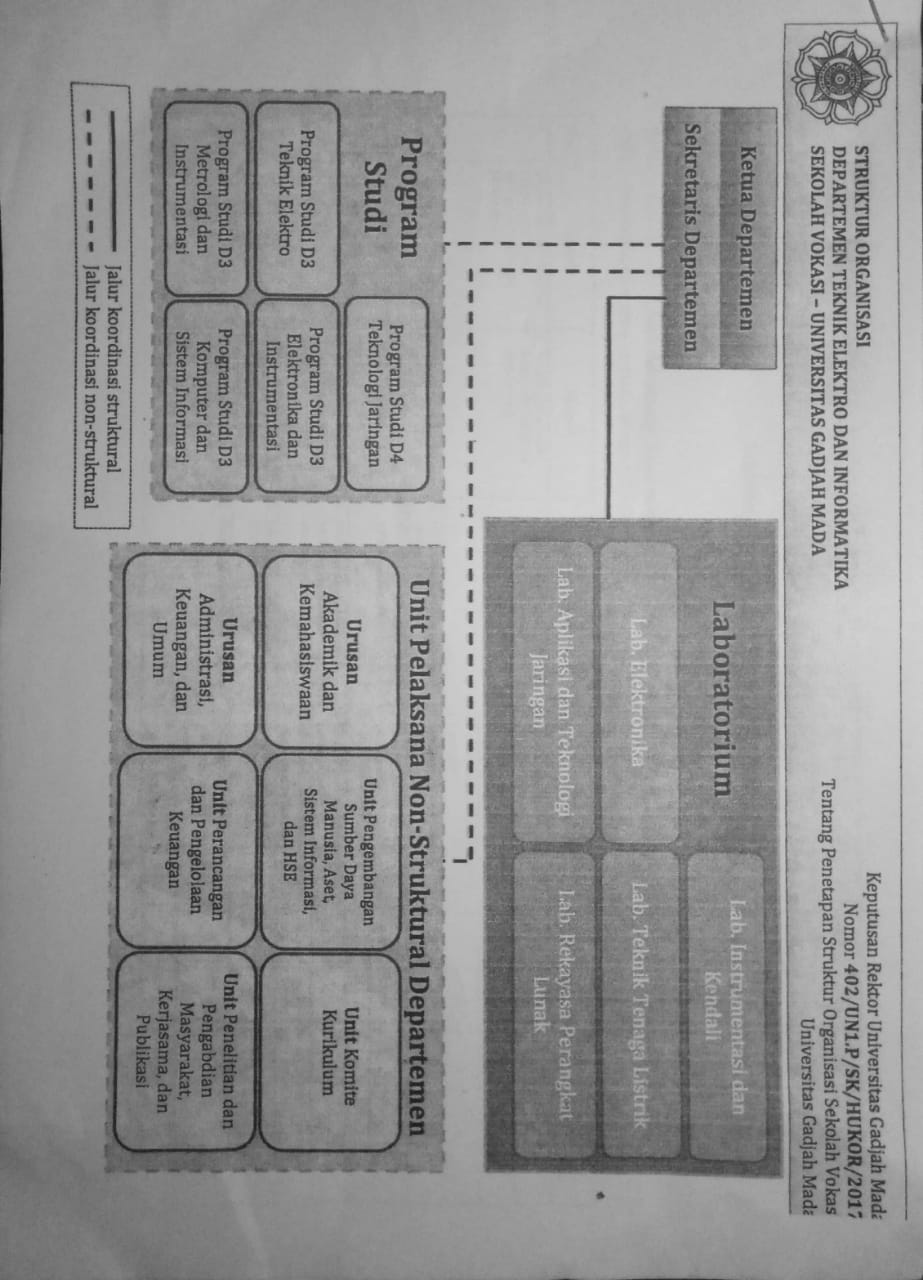 STRUKTUR ORGANISASI
DEPARTEMEN TEKNIK ELEKTRO DAN INFORMATIKA
SEKOLAH VOKASI – UNIVERSITAS GADJAH MADA
Keputusan Rektor Universitas Gadjah Mada
Nomor 402/UN1.P/SK/HUKOR/2017
Tentang Penetapan Struktur Organisasi Sekolah Vokas
Universitas Gadjah Mada
Ketua Departemen
Sekretaris Departemen
Laboratorium
Lab. Instrumentasi dan
Kendali
Lab. Elektronika
Lab. Teknik Tenaga Listrik
Lab. Aplikasi dan Teknologi
Jaringan
Lab. Rekayasa Perangkat
Lunak
Program
Studi
Program Studi D4
Teknologi Jaringan
Program Studi D3
Teknik Elektro
Program Studi D3
Elektronika dan
Instrumentasi
Program Studi D3
Metrologi dan
Instrumentasi
Program Studi D3
Komputer dan
Sistem Informasi
Unit Pelaksana Non-Struktural Departemen
Urusan
Akademik dan
Kemahasiswaan
Unit Pengembangan
Sumber Daya
Manusia, Aset,
Sistem Informasi,
dan HSE
Unit Komite
Kurikulum
Urusan
Administrasi,
Keuangan, dan
Umum
Unit Perancangan
dan Pengelolaan
Keuangan
Unit Penelitian dan
Pengabdian
Masyarakat,
Kerjasama, dan
Publikasi
Jalur koordinasi struktural
Jalur koordinasi non-struktural